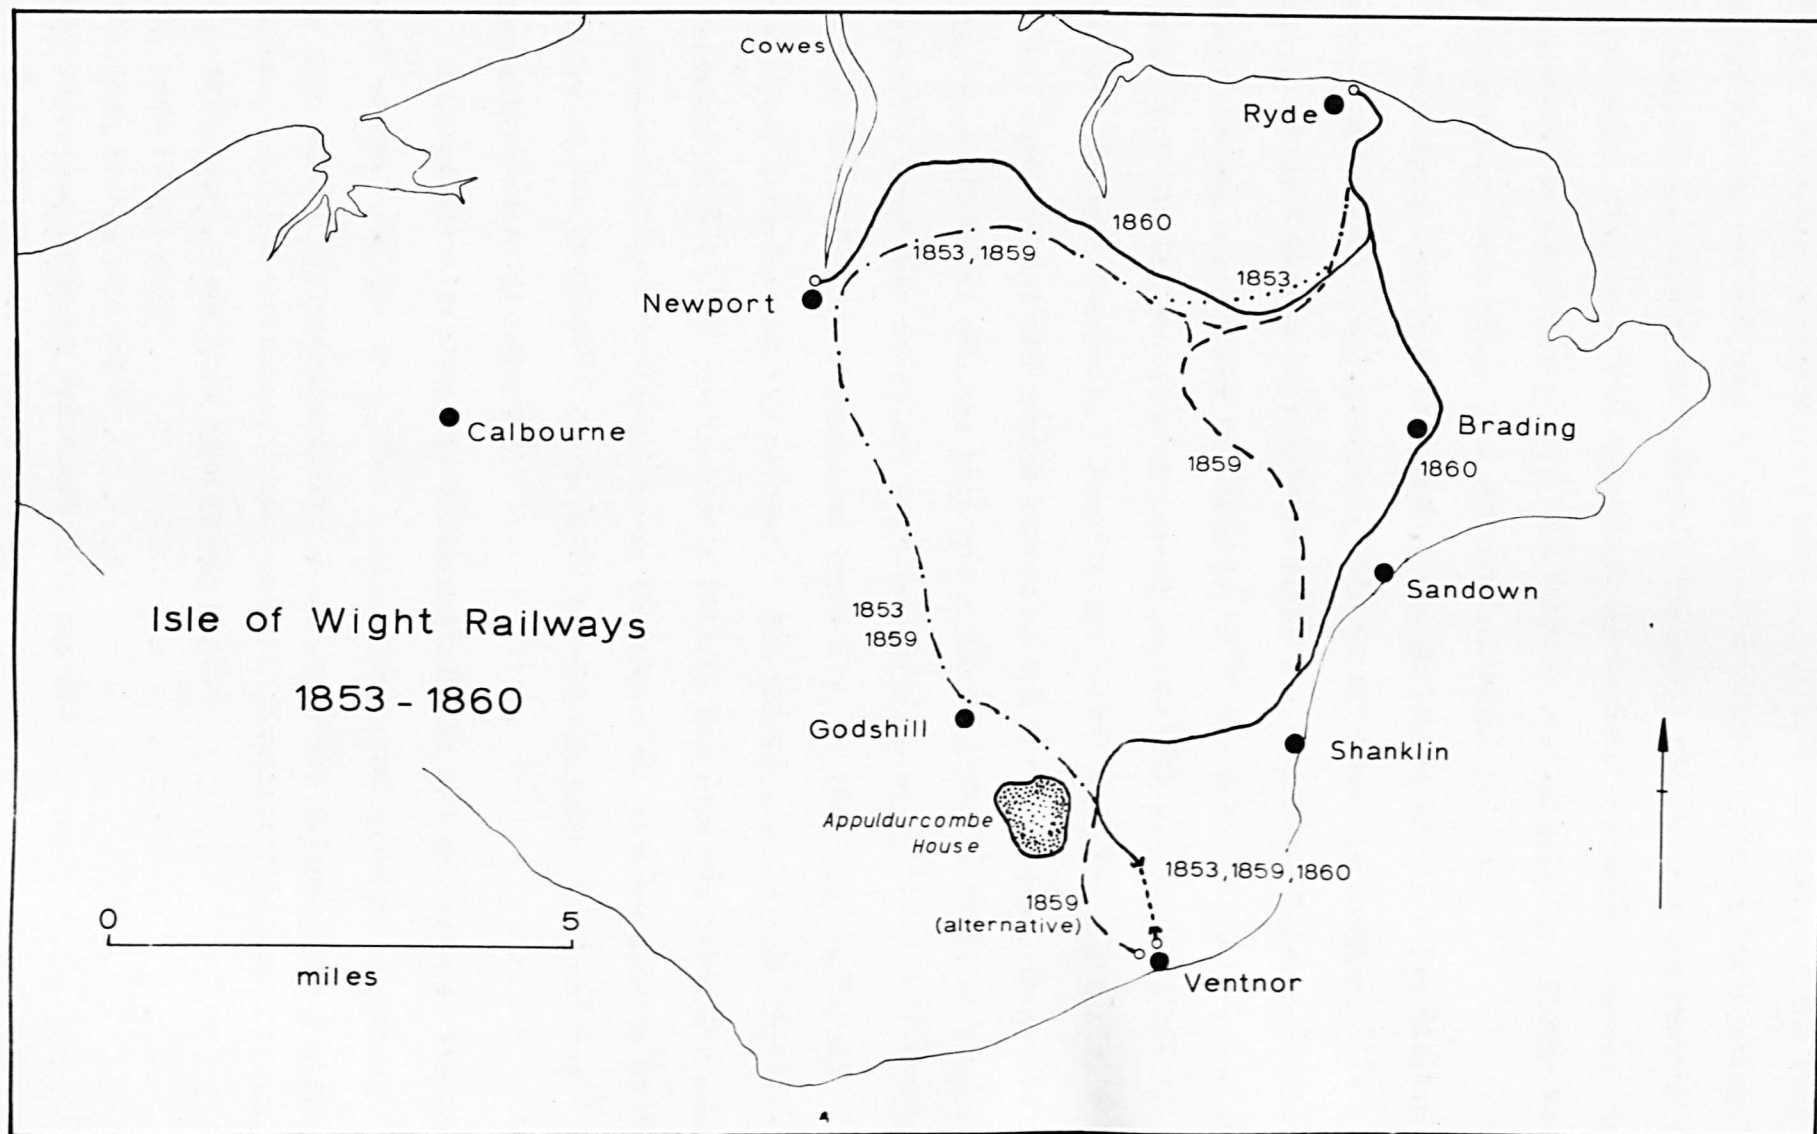 Cowes
Ryde
1860
1853, 1859
1853
Newport
Calbourne
Brading
1859
1860
Sandown
Isle of Wight Railways
1853 - 1860
1853
1859
Godshill
Shanklin
Appuldurcombe
House
1853, 1859, 1860
1859
(alternative)
0 5
miles
Ventnor